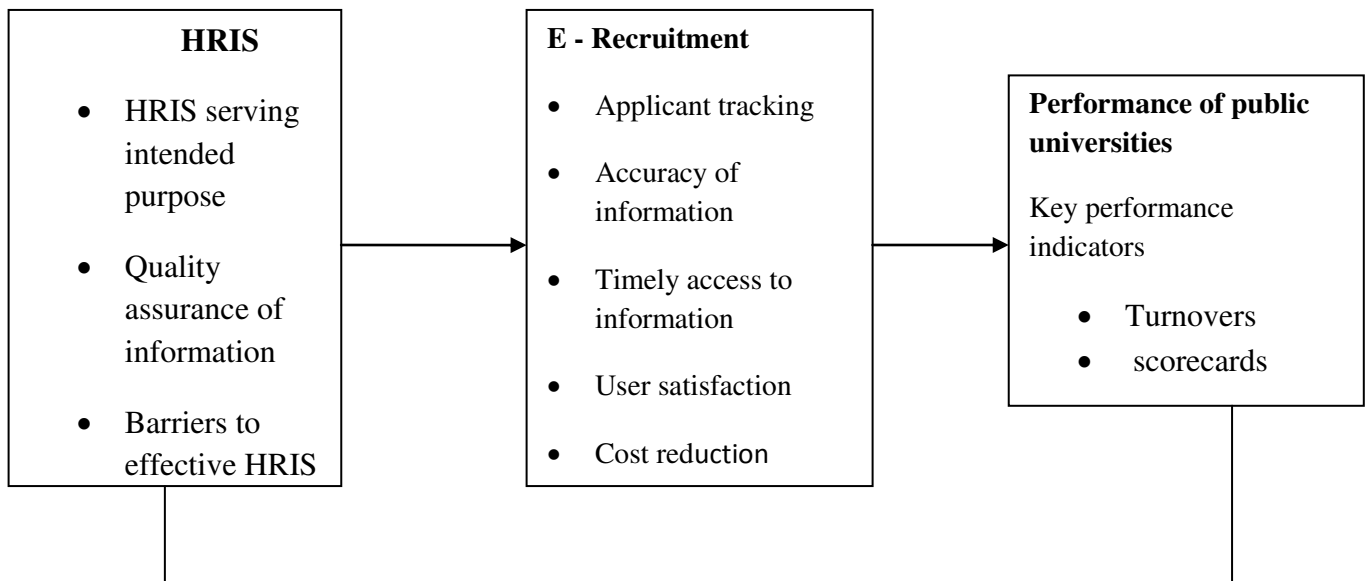 HRIS
• HRIS serving
intended
purpose
• Quality
assurance of
information
• Barriers to
effective HRIS
E - Recruitment
• Applicant tracking
• Accuracy of
information
• Timely access to
information
• User satisfaction
• Cost reduction
Performance of public
universities
Key performance
indicators
• Turnovers
• scorecards